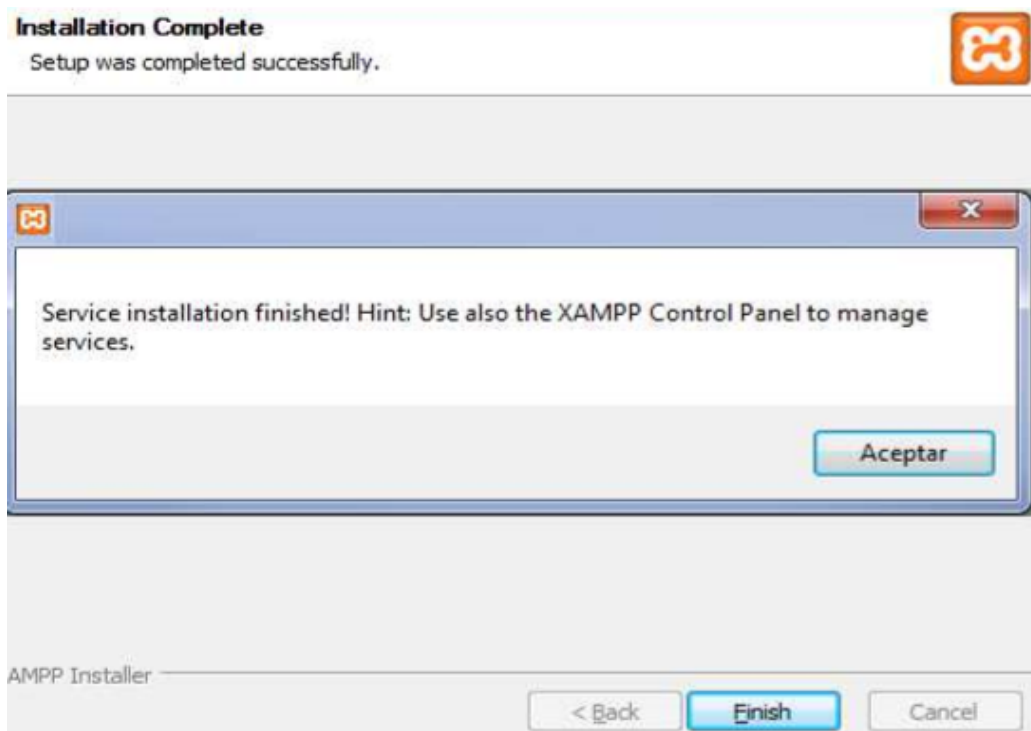 Installation Complete
Setup was completed successfully.
Service installation finished! Hint: Use also the XAMPP Control Panel to manage
services.
Aceptar
AMPP Installer
< Back
Finish
Cancel